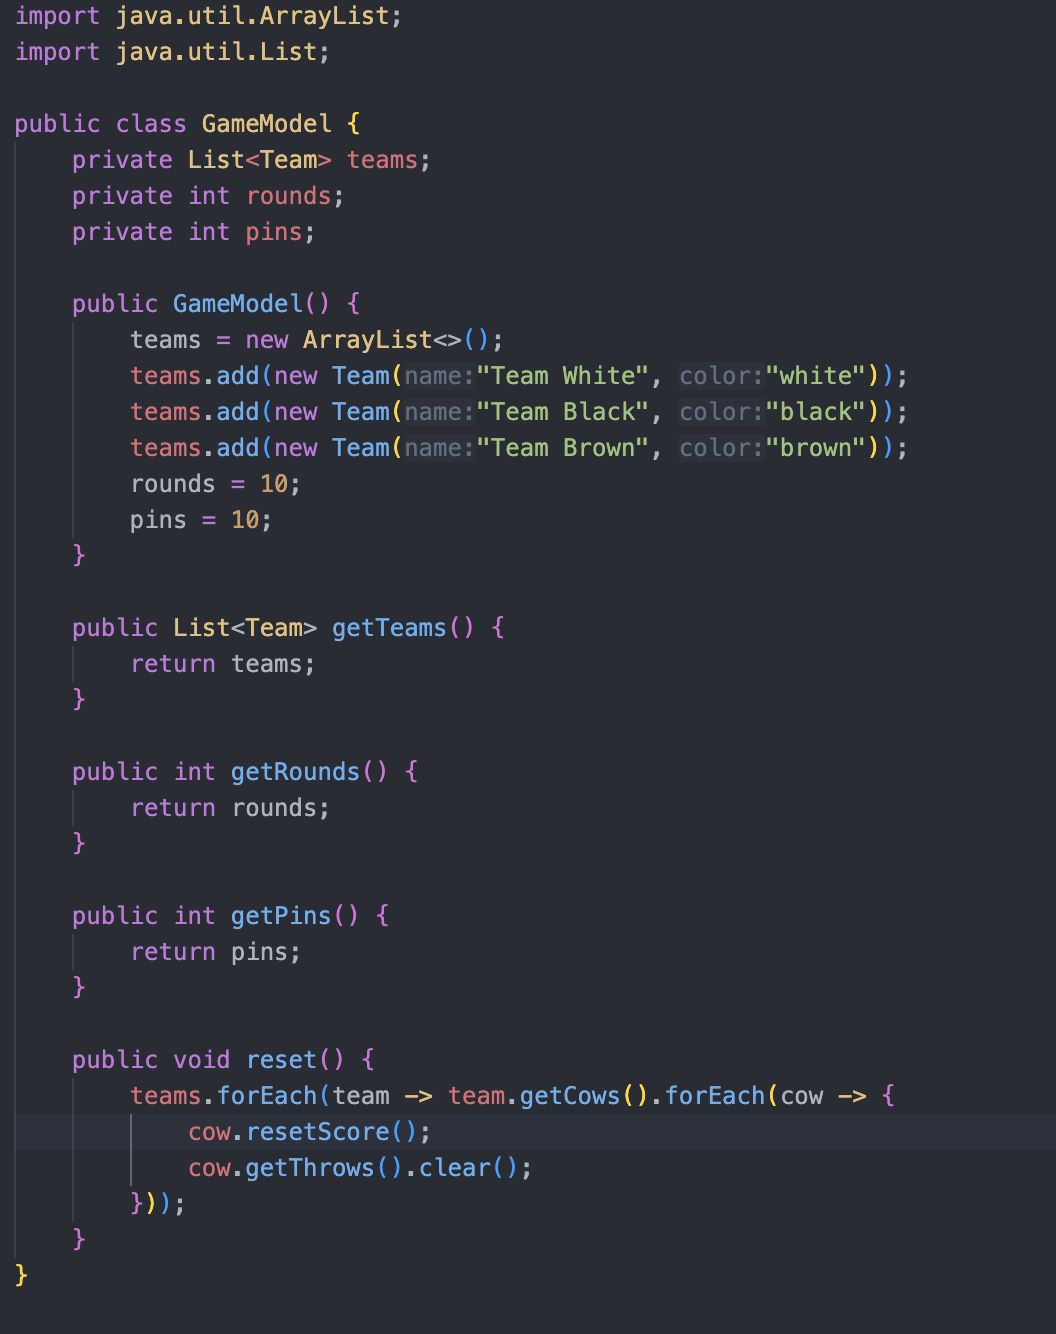 import java.util.ArrayList;
import java.util.List;

public class GameModel {
    private List<Team> teams;
    private int rounds;
    private int pins;

    public GameModel() {
        teams = new ArrayList<>();
        teams.add(new Team(name:"Team White", color:"white"));
        teams.add(new Team(name:"Team Black", color:"black"));
        teams.add(new Team(name:"Team Brown", color:"brown"));
        rounds = 10;
        pins = 10;
    }

    public List<Team> getTeams() {
        return teams;
    }

    public int getRounds() {
        return rounds;
    }

    public int getPins() {
        return pins;
    }

    public void reset() {
        teams.forEach(team -> team.getCows().forEach(cow -> {
            cow.resetScore();
            cow.getThrows().clear();
        }));
    }
}